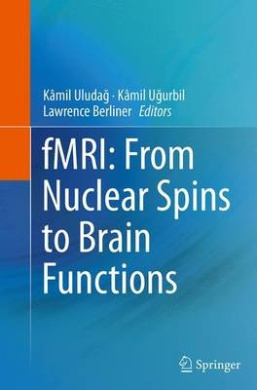 Kâmil Uludağ · Kâmil Uğurbil
Lawrence Berliner Editors
fMRI: From
Nuclear Spins
to Brain
Functions
Springer